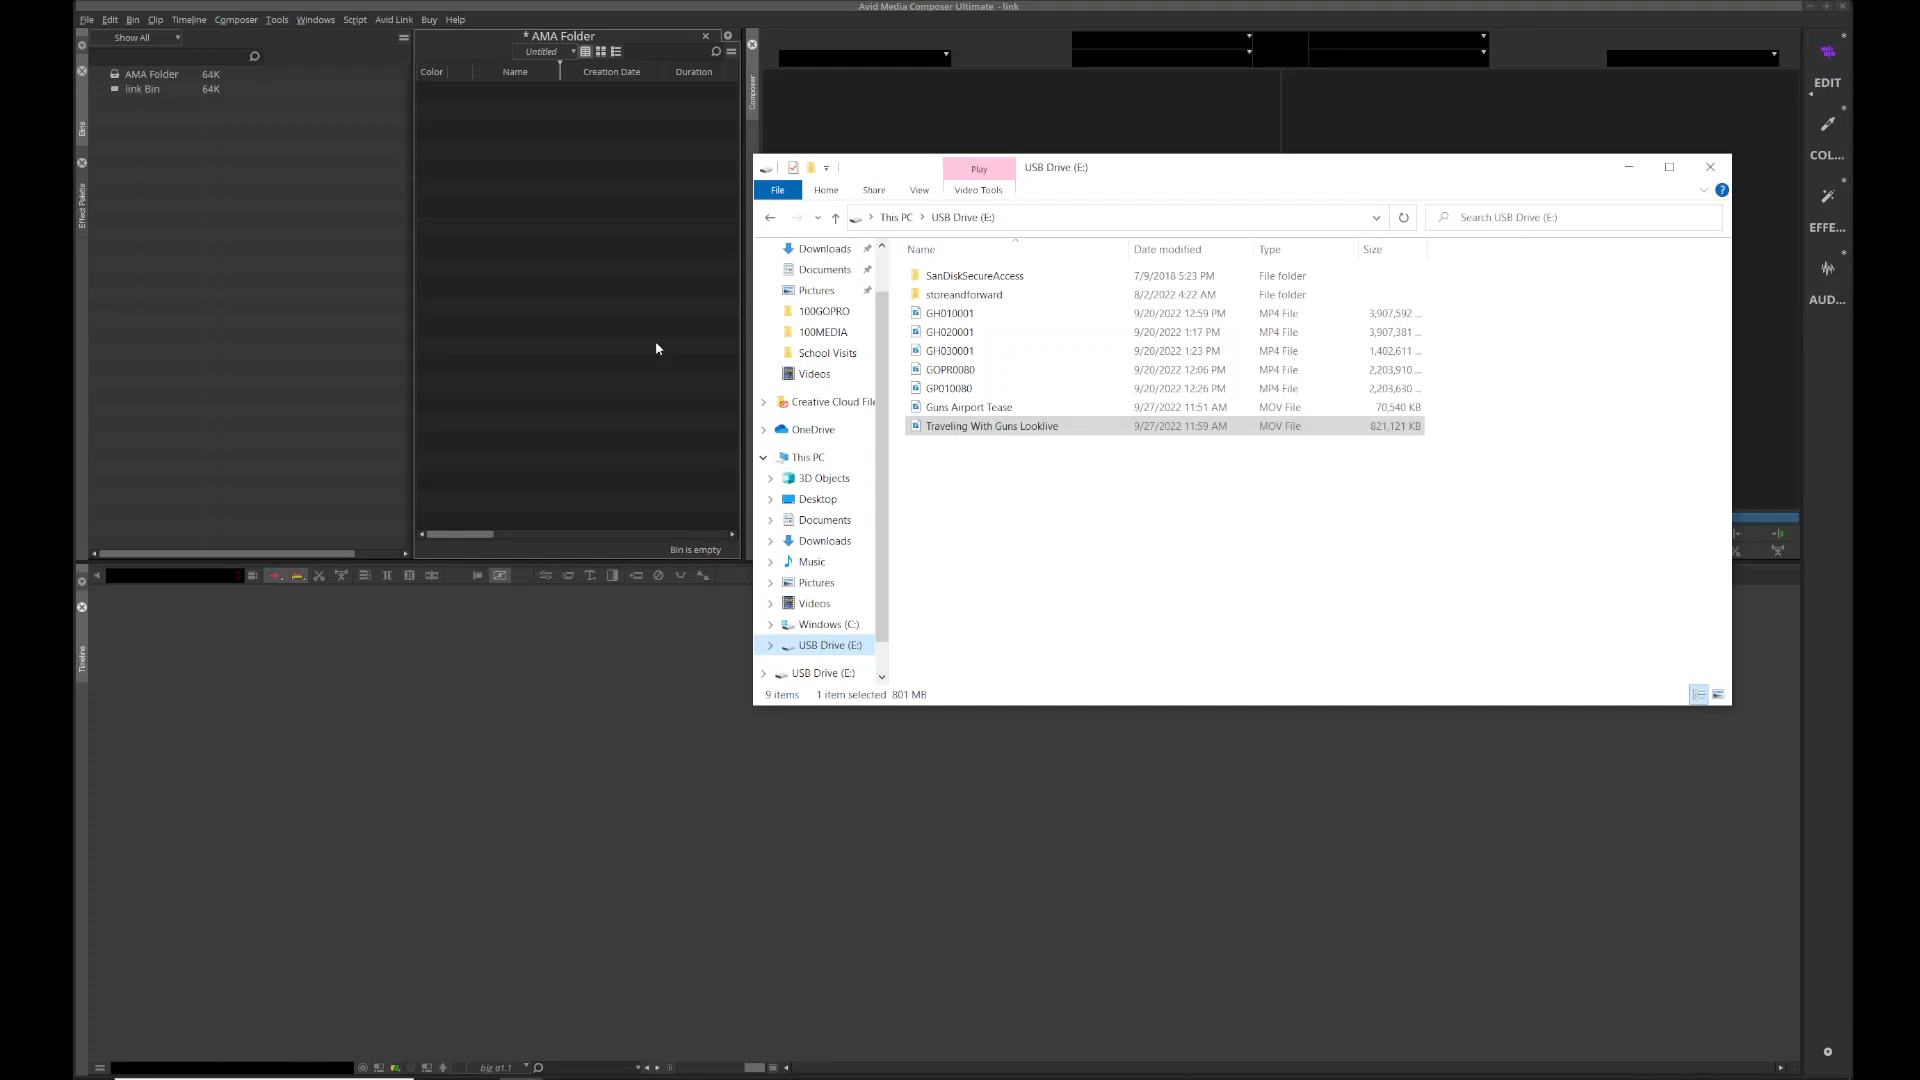 Avid Media Composer Ultimate - link
File Edit Bin Clip Timeline Composer Tools Windows Script Avid Link Buy Help
Show All
AMA Folder 64K
link Bin 64K
Bins
Effect Palette
* AMA Folder
Untitled
Color Name Creation Date Duration
Bin is empty
Composer
EDIT
COL...
EFFE...
AUD...
Play
USB Drive (E:)
File Home Share View Video Tools
This PC USB Drive (E:)
Search USB Drive (E:)
Downloads
Documents
Pictures
100GOPRO
100MEDIA
School Visits
Videos
Creative Cloud File
OneDrive
This PC
3D Objects
Desktop
Documents
Downloads
Music
Pictures
Videos
Windows (C:)
USB Drive (E:)
USB Drive (E:)
Name Date modified Type Size
SanDiskSecureAccess 7/9/2018 5:23 PM File folder
storeandforward 8/2/2022 4:22 AM File folder
GH010001 9/20/2022 12:59 PM MP4 File 3,907,592 ...
GH020001 9/20/2022 1:17 PM MP4 File 3,907,381 ...
GH030001 9/20/2022 1:23 PM MP4 File 1,402,611 ...
GOPR0080 9/20/2022 12:06 PM MP4 File 2,203,910 ...
GP010080 9/20/2022 12:26 PM MP4 File 2,203,630 ...
Guns Airport Tease 9/27/2022 11:51 AM MOV File 70,540 KB
Traveling With Guns Looklive 9/27/2022 11:59 AM MOV File 821,121 KB
9 items 1 item selected 801 MB
Timeline
big a1.1